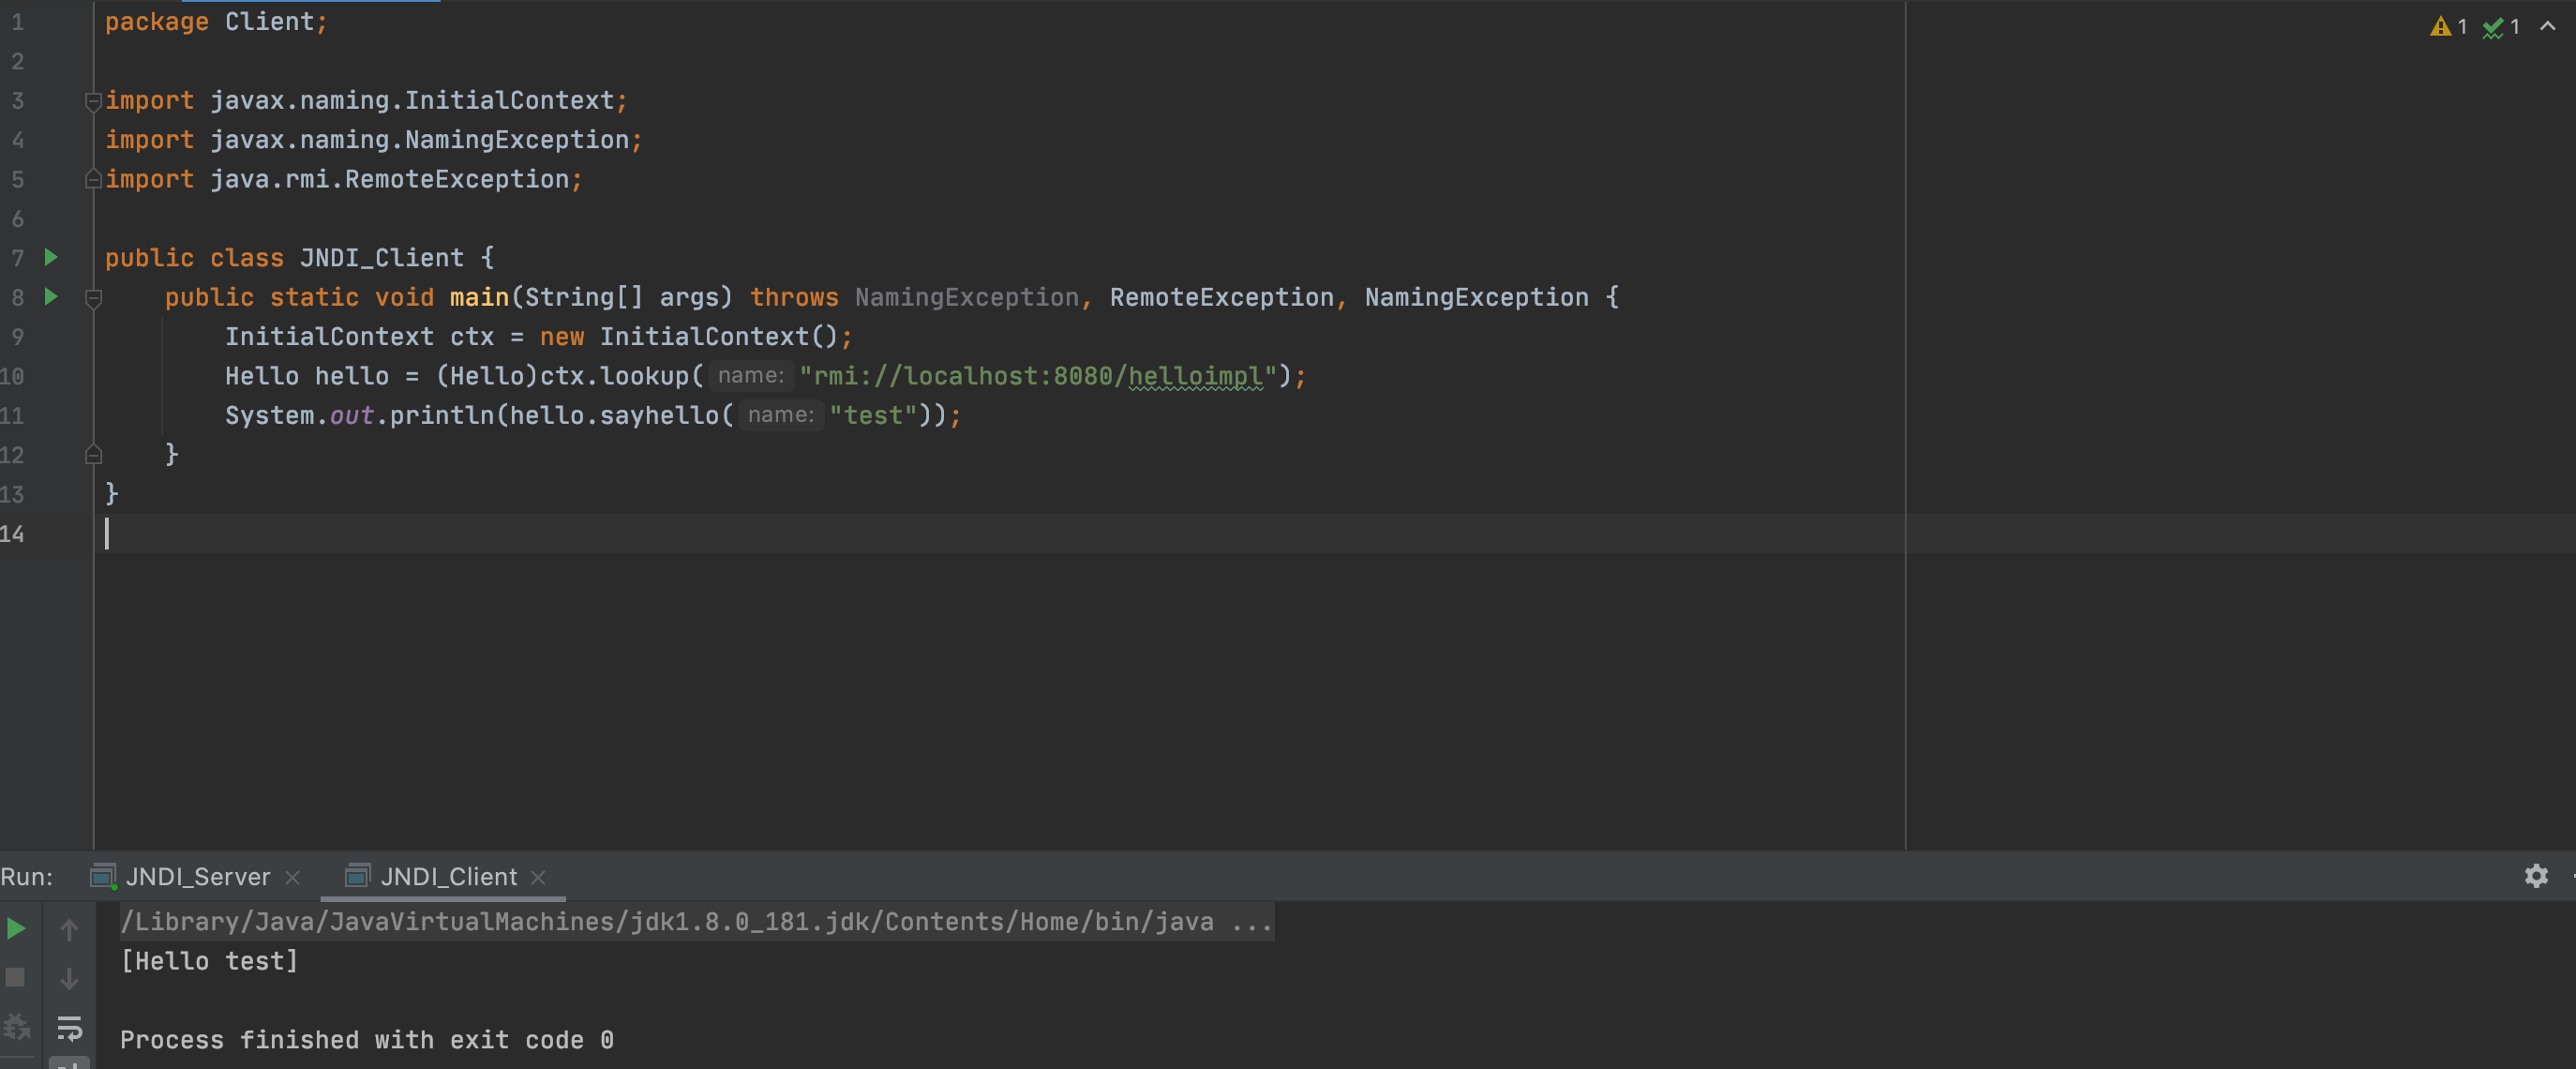 1 package Client;
2
3 import javax.naming.InitialContext;
4 import javax.naming.NamingException;
5 import java.rmi.RemoteException;
6
7 public class JNDI_Client {
8 public static void main(String[] args) throws NamingException, RemoteException, NamingException {
9 InitialContext ctx = new InitialContext();
10 Hello hello = (Hello)ctx.lookup( name: "rmi://localhost:8080/helloimpl");
11 System.out.println(hello.sayhello( name: "test"));
12 }
13 }
14
1 1
Run: JNDI_Server JNDI_Client
/Library/Java/JavaVirtualMachines/jdk1.8.0_181.jdk/Contents/Home/bin/java ...
[Hello test]
Process finished with exit code 0